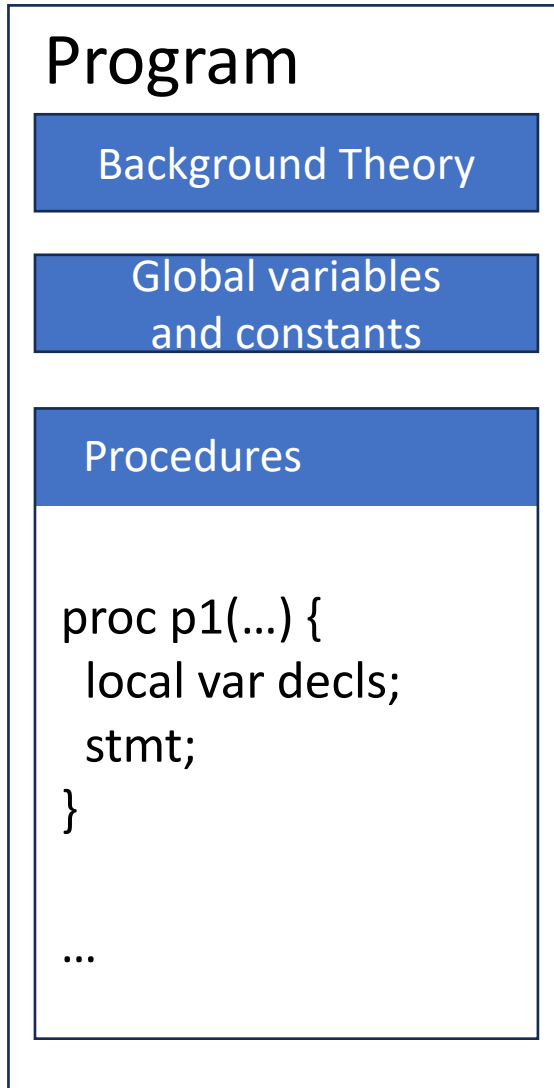 Program
Background Theory
Global variables
and constants
Procedures
proc p1(…) {
local var decls;
stmt;
}
…